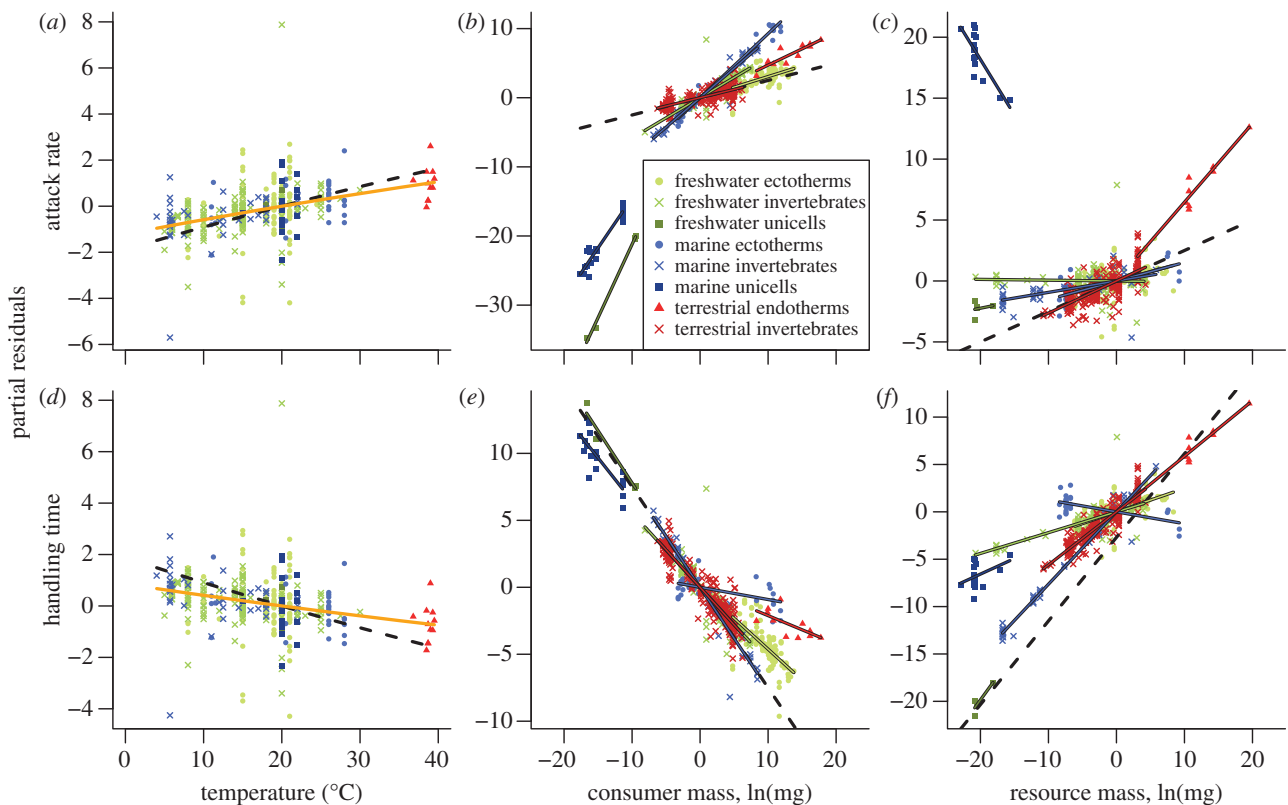 (a)
(b)
(c)
8
6
4
2
0
−2
−4
−6
attack rate
10
0
−10
−20
−30
20
15
10
5
0
−5
freshwater ectotherms
freshwater invertebrates
freshwater unicells
marine ectotherms
marine invertebrates
marine unicells
terrestrial endotherms
terrestrial invertebrates
partial residuals
(d)
(e)
(f)
8
6
4
2
0
−2
−4
handling time
10
5
0
−5
−10
10
5
0
−5
−10
−15
−20
0 10 20 30 40
temperature (°C)
−20 −10 0 10 20
consumer mass, ln(mg)
−20 −10 0 10 20
resource mass, ln(mg)